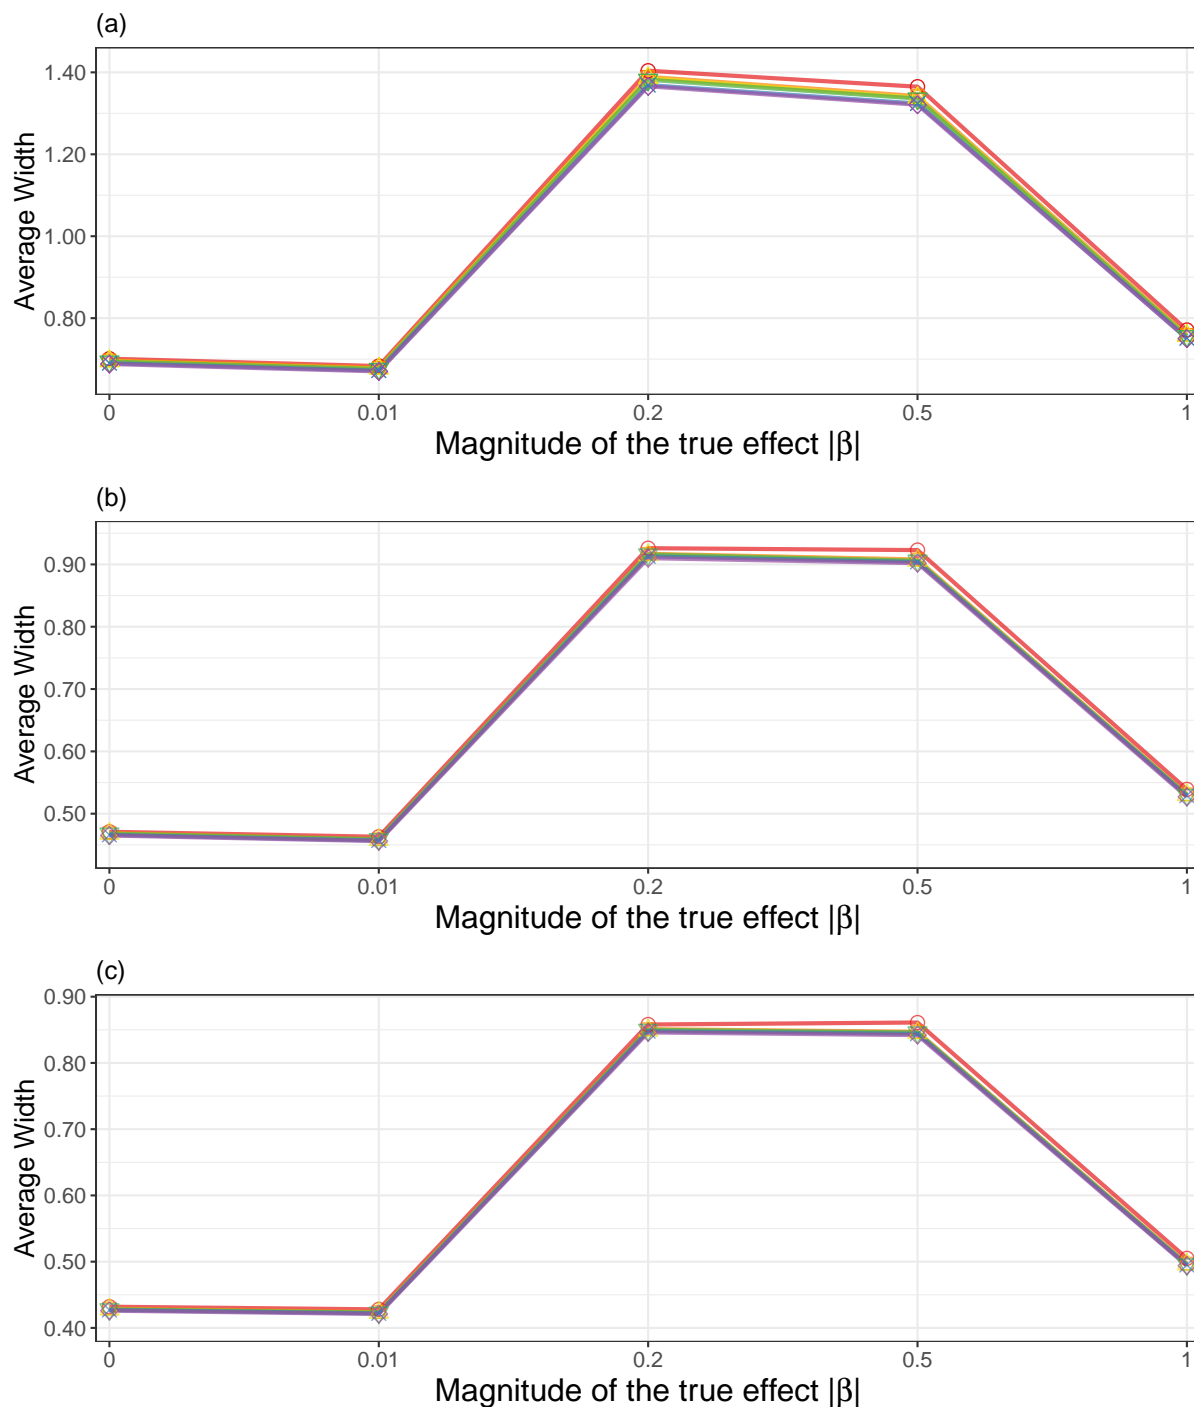 (a)
1.40
1.20
1.00
0.80
Average Width
0 0.01 0.2 0.5 1
Magnitude of the true effect |β|
(b)
0.90
0.80
0.70
0.60
0.50
Average Width
0 0.01 0.2 0.5 1
Magnitude of the true effect |β|
(c)
0.90
0.80
0.70
0.60
0.50
0.40
Average Width
0 0.01 0.2 0.5 1
Magnitude of the true effect |β|